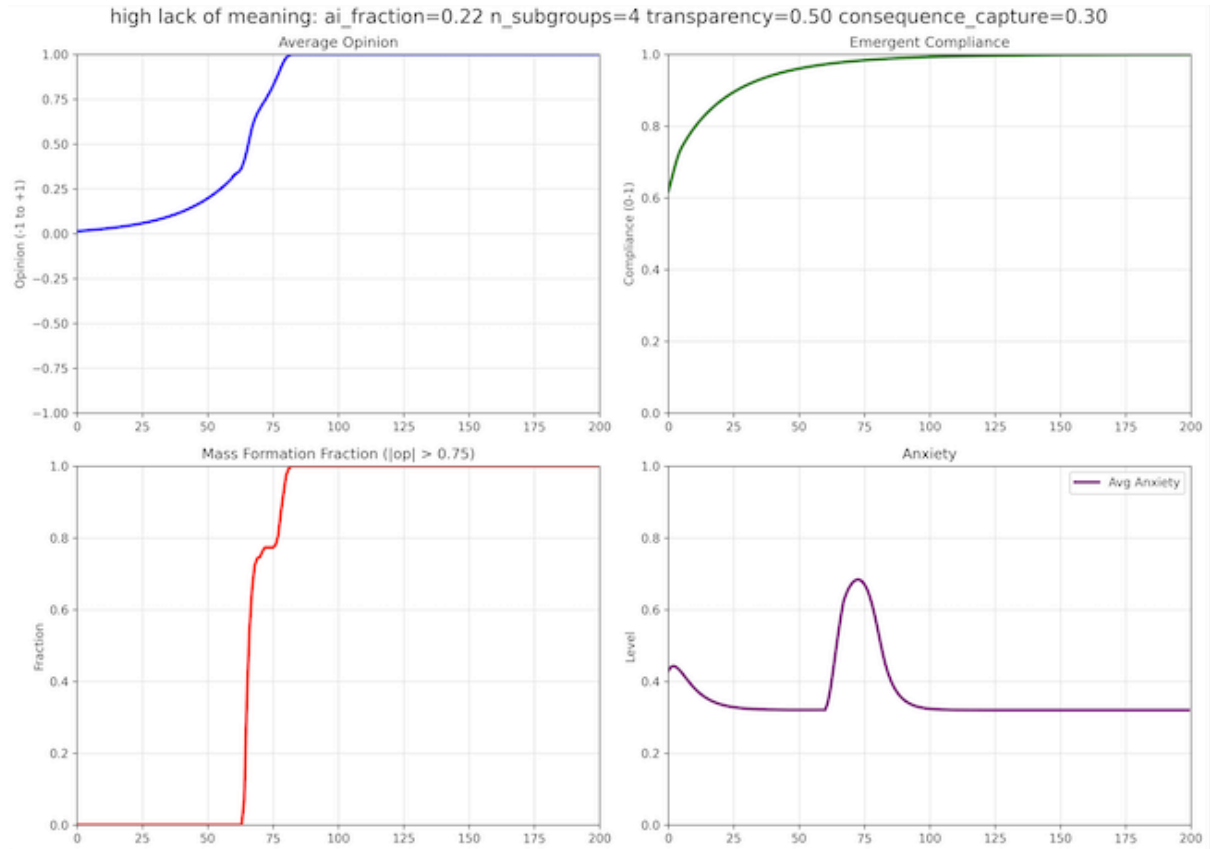 high lack of meaning: ai_fraction=0.22 n_subgroups=4 transparency=0.50 consequence_capture=0.30
Average Opinion
Opinion (-1 to +1)
1.00
0.75
0.50
0.25
0.00
−0.25
−0.50
−0.75
−1.00
0 25 50 75 100 125 150 175 200
Emergent Compliance
Compliance (0-1)
1.0
0.8
0.6
0.4
0.2
0.0
0 25 50 75 100 125 150 175 200
Mass Formation Fraction (|op| > 0.75)
Fraction
1.0
0.8
0.6
0.4
0.2
0.0
0 25 50 75 100 125 150 175 200
Anxiety
Avg Anxiety
Level
1.0
0.8
0.6
0.4
0.2
0.0
0 25 50 75 100 125 150 175 200